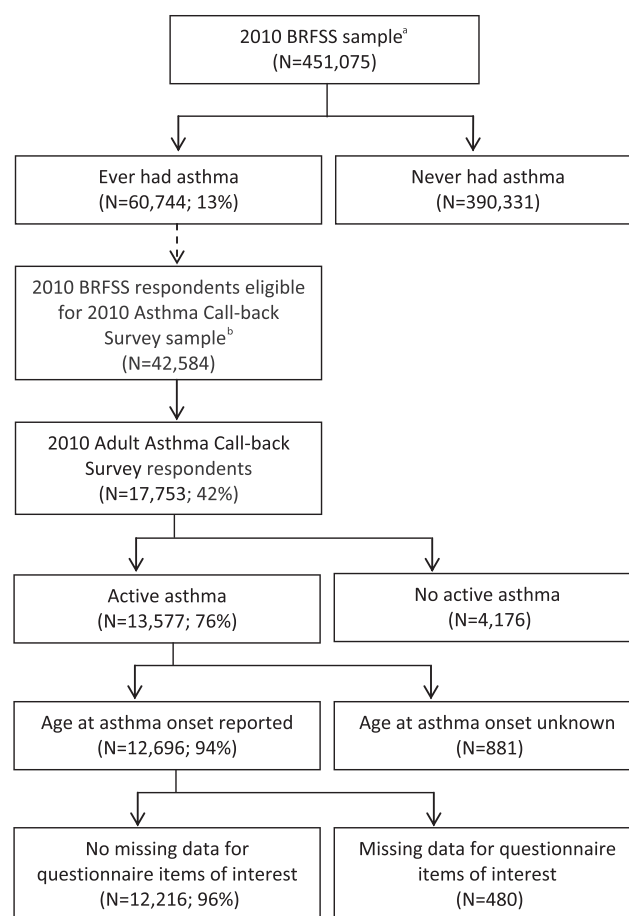 2010 BRFSS sampleᵃ
(N=451,075)
Ever had asthma
(N=60,744; 13%)
Never had asthma
(N=390,331)
2010 BRFSS respondents eligible
for 2010 Asthma Call-back
Survey sampleᵇ
(N=42,584)
2010 Adult Asthma Call-back
Survey respondents
(N=17,753; 42%)
Active asthma
(N=13,577; 76%)
No active asthma
(N=4,176)
Age at asthma onset reported
(N=12,696; 94%)
Age at asthma onset unknown
(N=881)
No missing data for
questionnaire items of interest
(N=12,216; 96%)
Missing data for questionnaire
items of interest
(N=480)